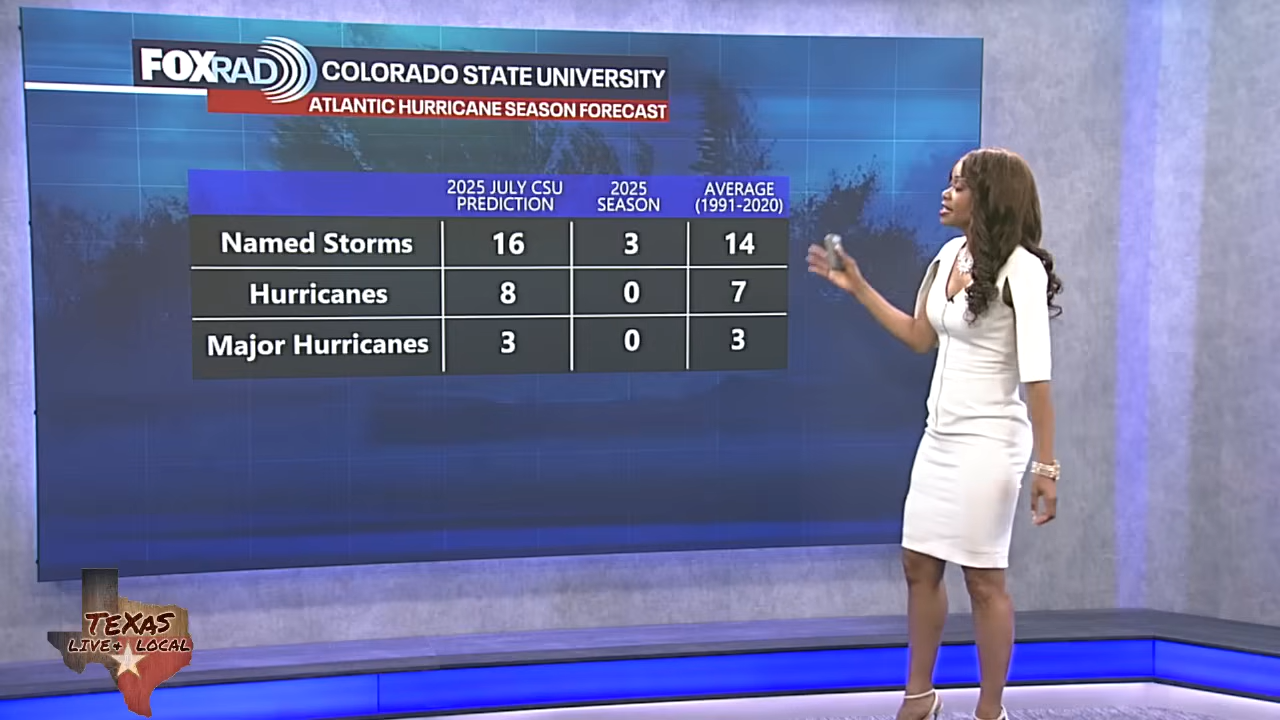 FOXRAD COLORADO STATE UNIVERSITY
ATLANTIC HURRICANE SEASON FORECAST
2025 JULY CSU PREDICTION 2025 SEASON AVERAGE (1991-2020)
Named Storms 16 3 14
Hurricanes 8 0 7
Major Hurricanes 3 0 3
TEXAS
LIVE+ LOCAL